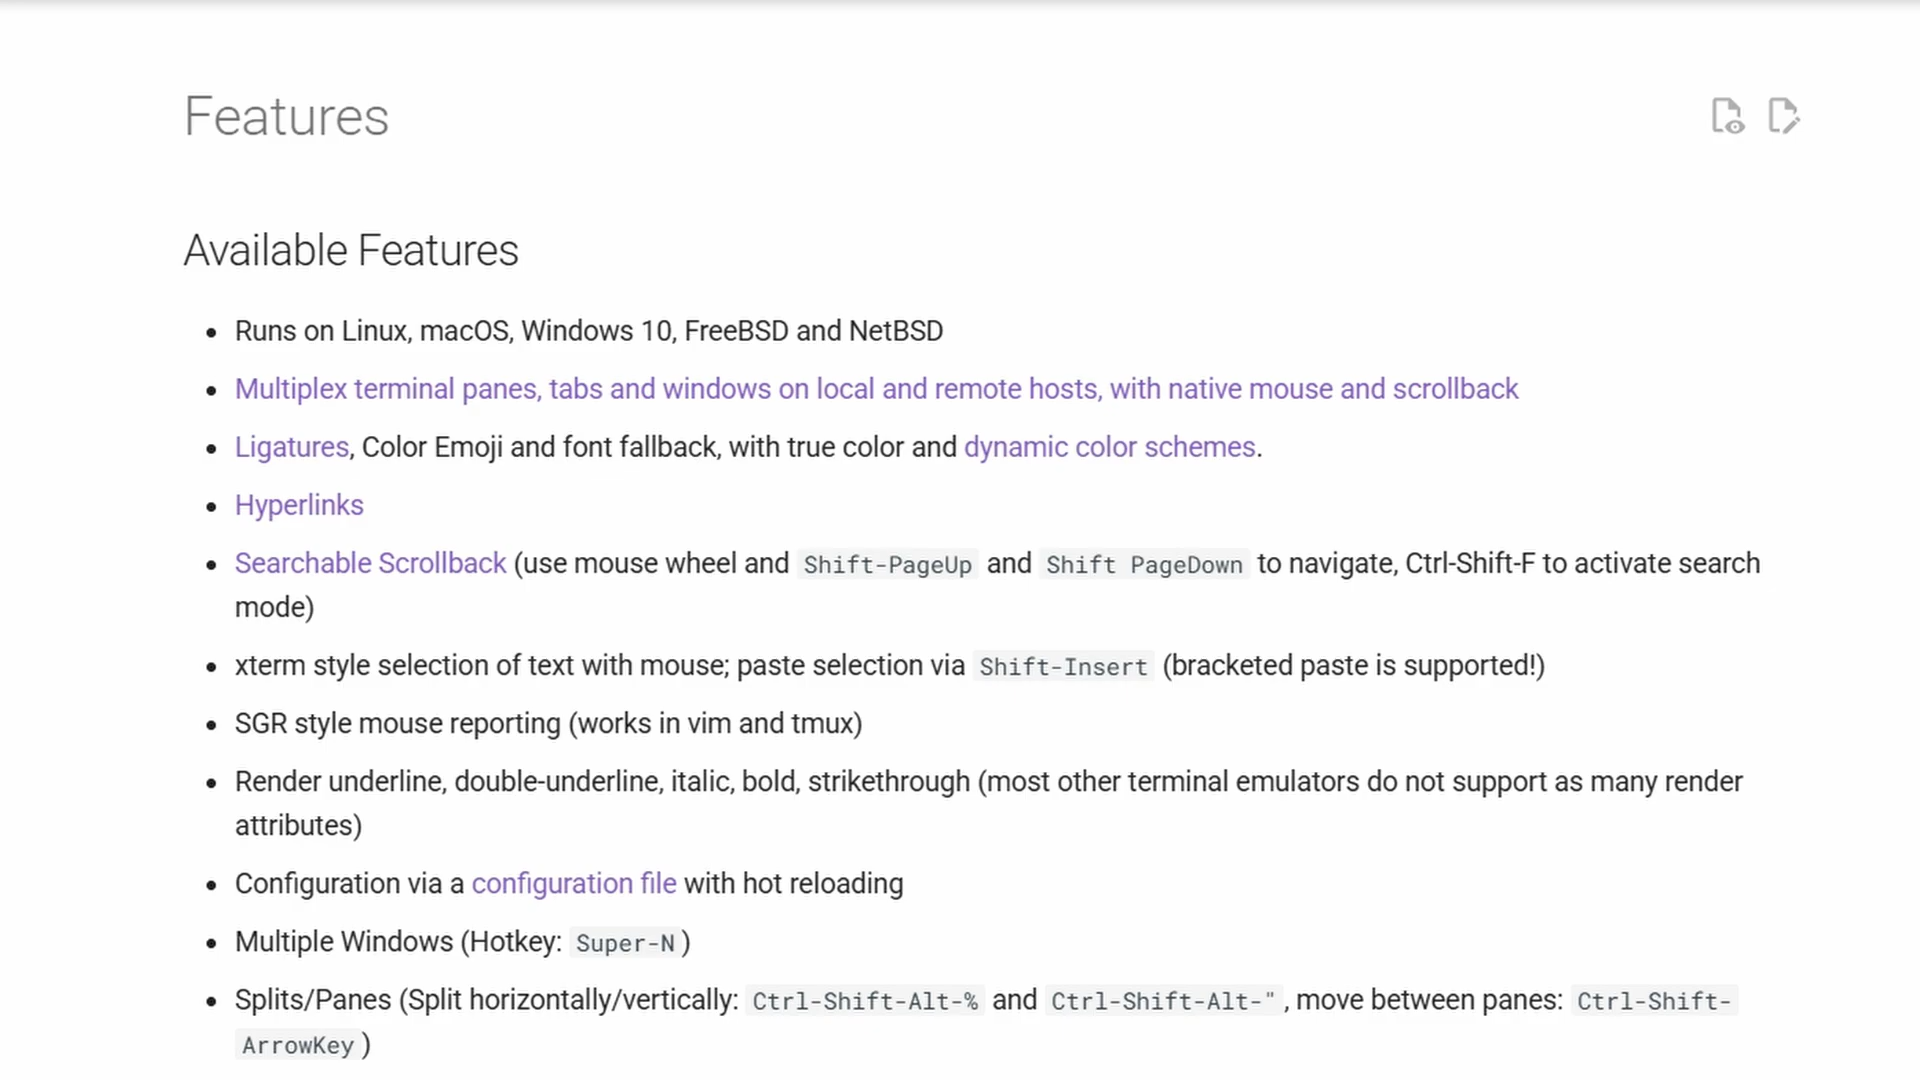 Features
Available Features
Runs on Linux, macOS, Windows 10, FreeBSD and NetBSD
Multiplex terminal panes, tabs and windows on local and remote hosts, with native mouse and scrollback
Ligatures, Color Emoji and font fallback, with true color and dynamic color schemes.
Hyperlinks
Searchable Scrollback (use mouse wheel and Shift-PageUp and Shift PageDown to navigate, Ctrl-Shift-F to activate search
mode)
xterm style selection of text with mouse; paste selection via Shift-Insert (bracketed paste is supported!)
SGR style mouse reporting (works in vim and tmux)
Render underline, double-underline, italic, bold, strikethrough (most other terminal emulators do not support as many render
attributes)
Configuration via a configuration file with hot reloading
Multiple Windows (Hotkey: Super-N)
Splits/Panes (Split horizontally/vertically: Ctrl-Shift-Alt-% and Ctrl-Shift-Alt-", move between panes: Ctrl-Shift-
ArrowKey)